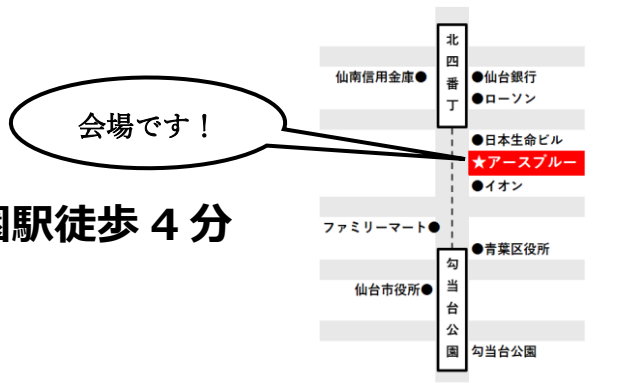 北四番丁
仙南信用金庫●
●仙台銀行
●ローソン
会場です！
●日本生命ビル
★アースブルー
●イオン
園駅徒歩４分
ファミリーマート●
●青葉区役所
仙台市役所●
勾当台公園
勾当台公園